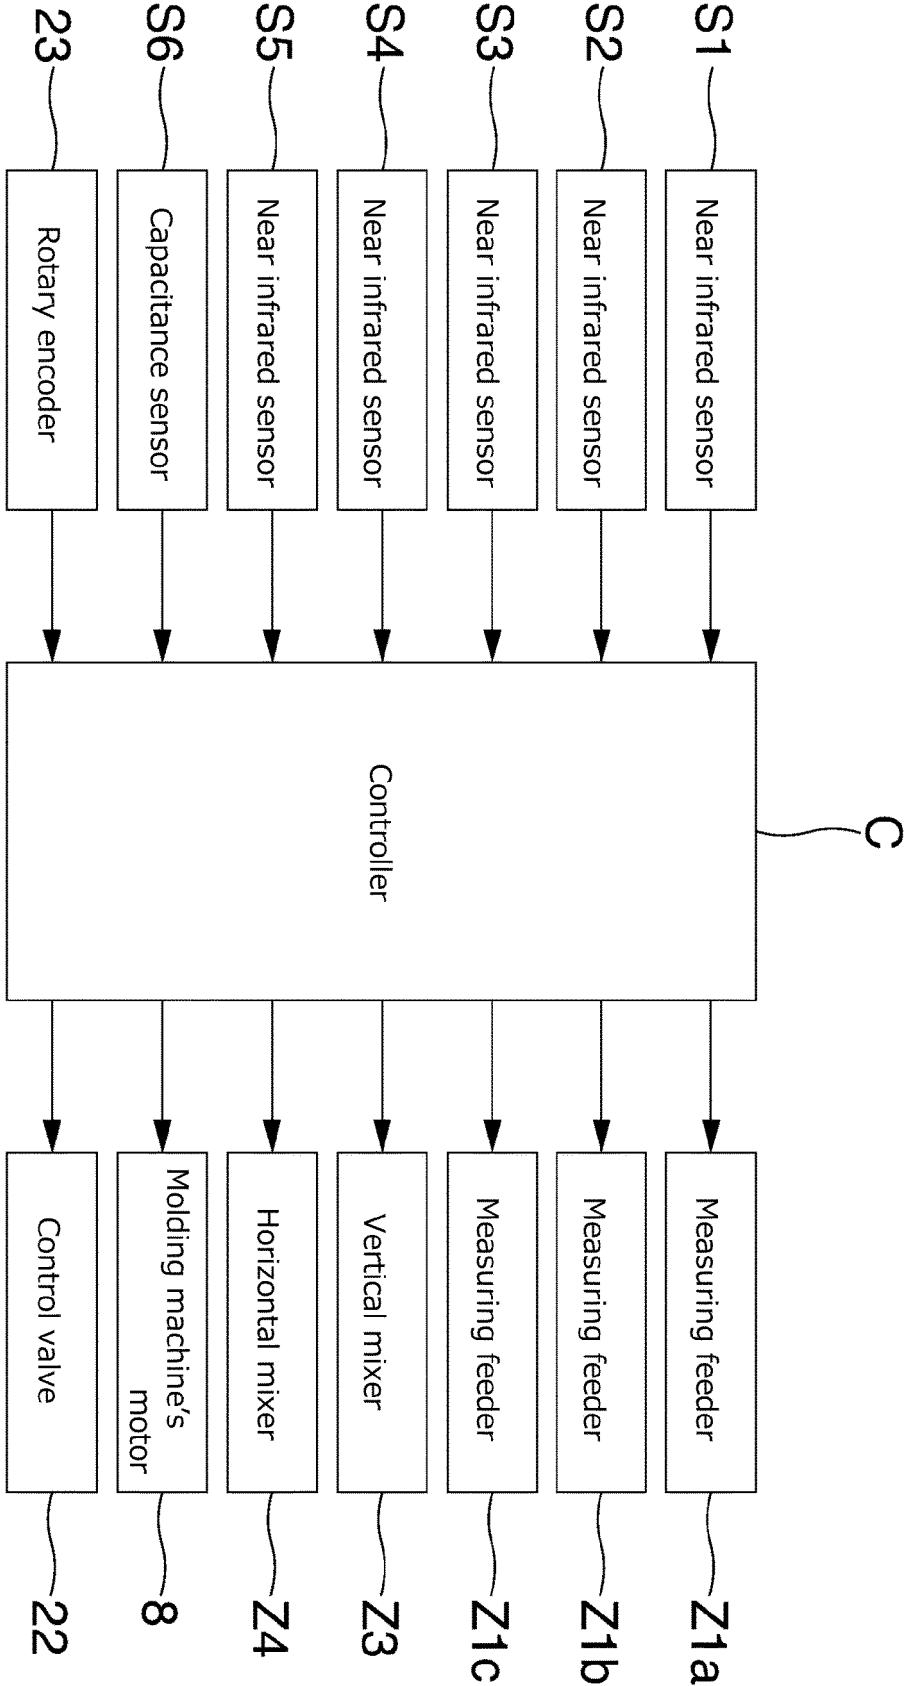 C
S1
Near infrared sensor
Measuring feeder
Z1a
S2
Near infrared sensor
Measuring feeder
Z1b
S3
Near infrared sensor
Measuring feeder
Z1c
S4
Near infrared sensor
Controller
Vertical mixer
Z3
S5
Near infrared sensor
Horizontal mixer
Z4
S6
Capacitance sensor
Molding machine's
motor
8
23
Rotary encoder
Control valve
22